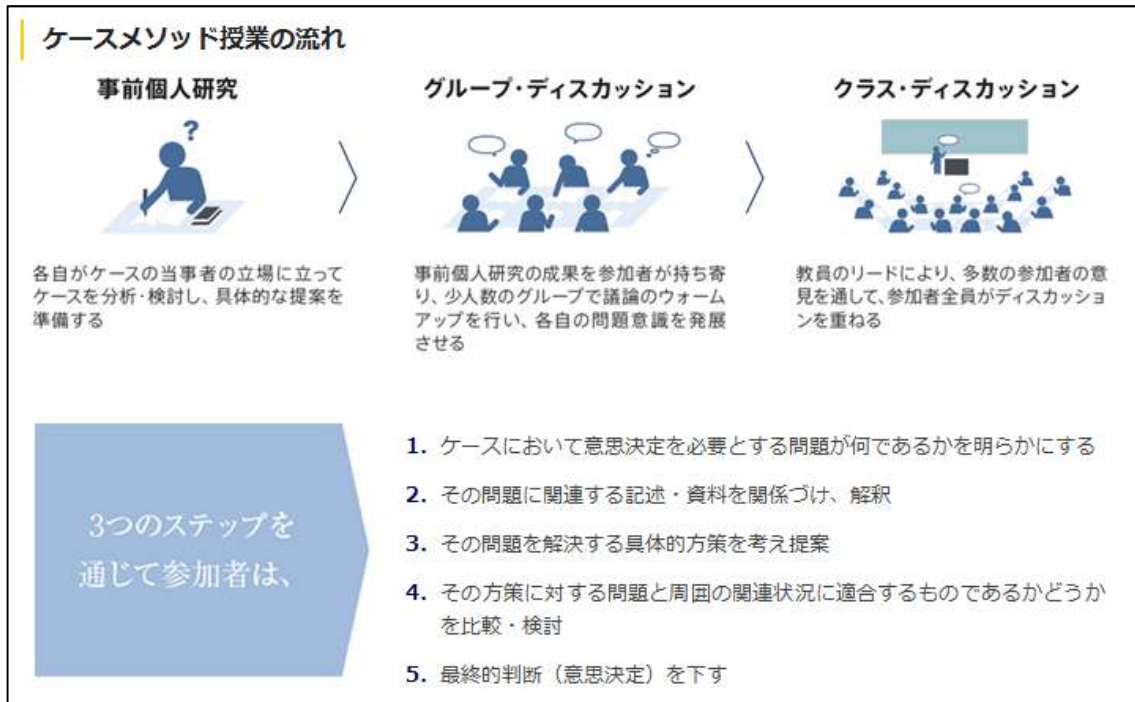 ケースメソッド授業の流れ
事前個人研究
?
各自がケースの当事者の立場に立って
ケースを分析・検討し、具体的な提案を
準備する
グループ・ディスカッション
事前個人研究の成果を参加者が持ち寄
り、少人数のグループで議論のウォーム
アップを行い、各自の問題意識を発展
させる
クラス・ディスカッション
教員のリードにより、多数の参加者の意
見を通して、参加者全員がディスカッショ
ンを重ねる
3つのステップを
通じて参加者は、
1. ケースにおいて意思決定を必要とする問題が何であるかを明らかにする
2. その問題に関連する記述・資料を関係づけ、解釈
3. その問題を解決する具体的方策を考え提案
4. その方策に対する問題と周囲の関連状況に適合するものであるかどうか
を比較・検討
5. 最終的判断（意思決定）を下す